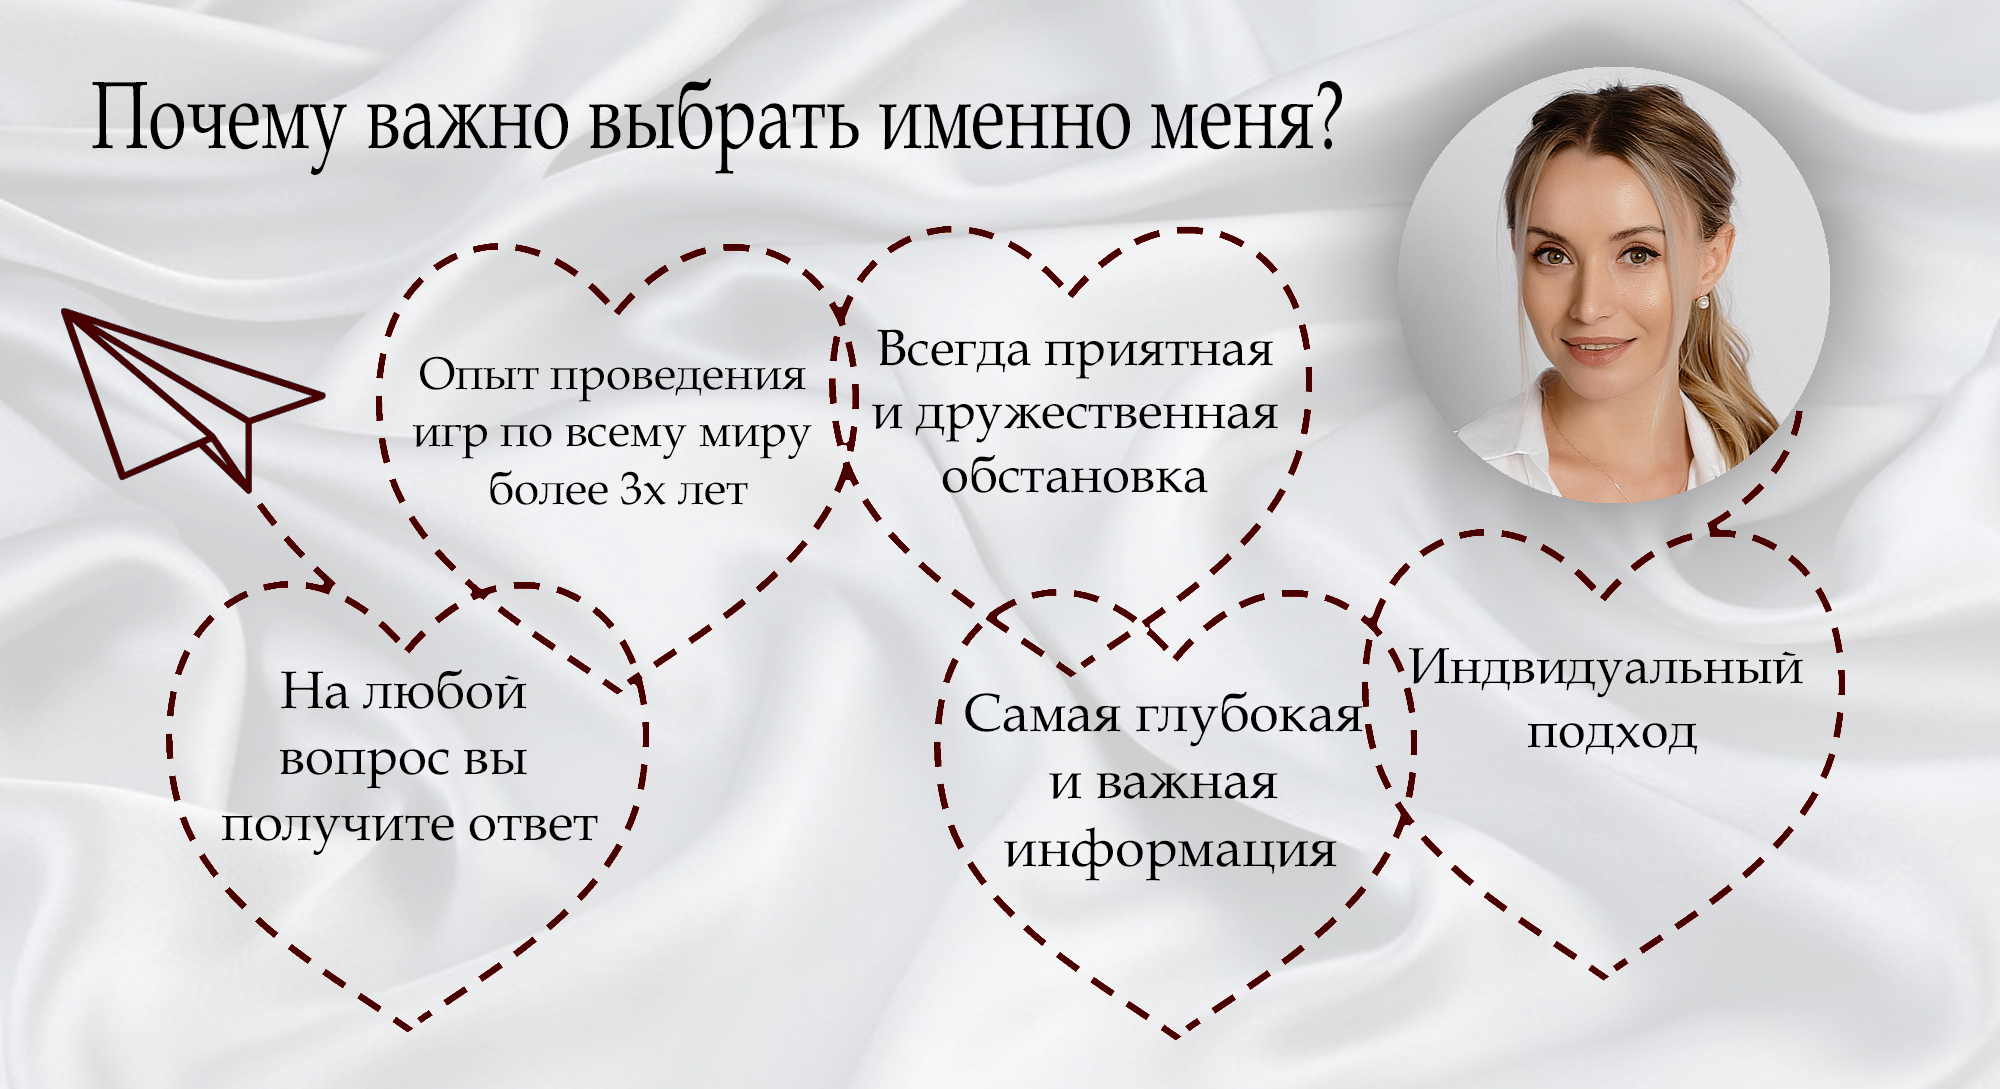 Почему важно выбрать именно меня?
Опыт проведения
игр по всему миру
более 3х лет
Всегда приятная
и дружественная
обстановка
На любой
вопрос вы
получите ответ
Самая глубокая
и важная
информация
Индвидуальный
подход